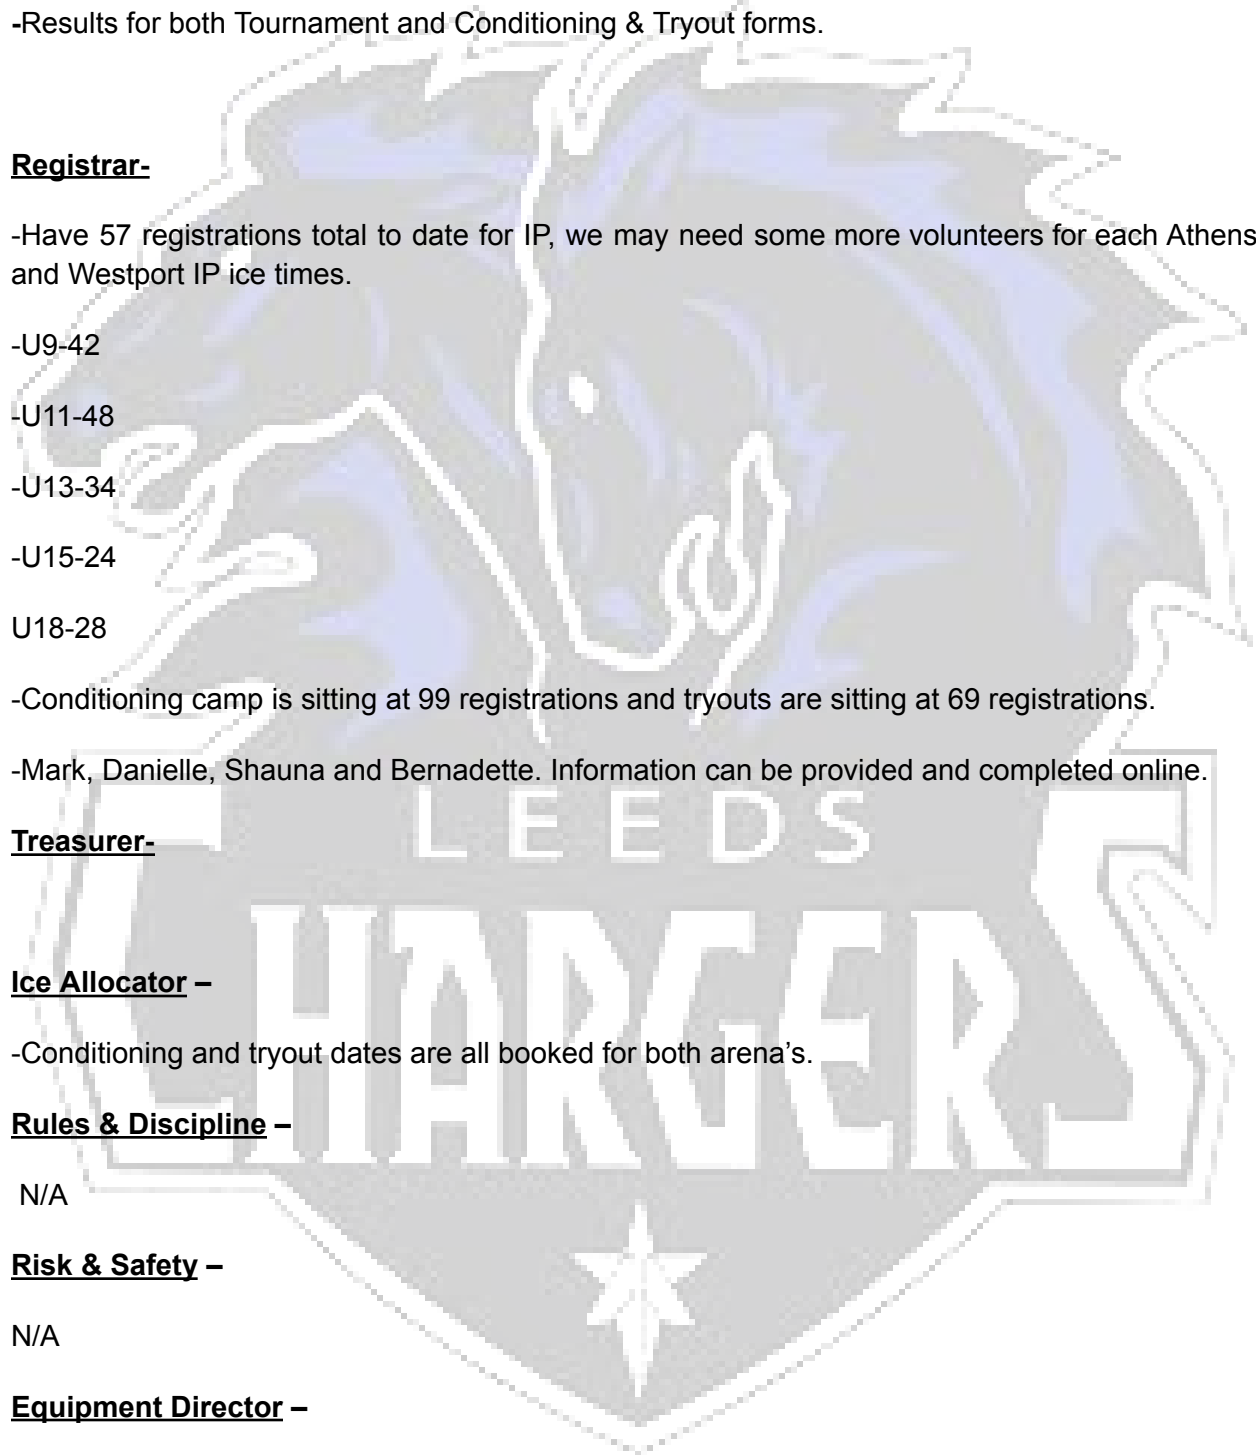 -Results for both Tournament and Conditioning & Tryout forms.
Registrar-
-Have 57 registrations total to date for IP, we may need some more volunteers for each Athens
and Westport IP ice times.
-U9-42
-U11-48
-U13-34
-U15-24
U18-28
-Conditioning camp is sitting at 99 registrations and tryouts are sitting at 69 registrations.
-Mark, Danielle, Shauna and Bernadette. Information can be provided and completed online.
LEEDS
Treasurer-
CHARGERS
Ice Allocator –
-Conditioning and tryout dates are all booked for both arena’s.
Rules & Discipline –
N/A
Risk & Safety –
N/A
Equipment Director –